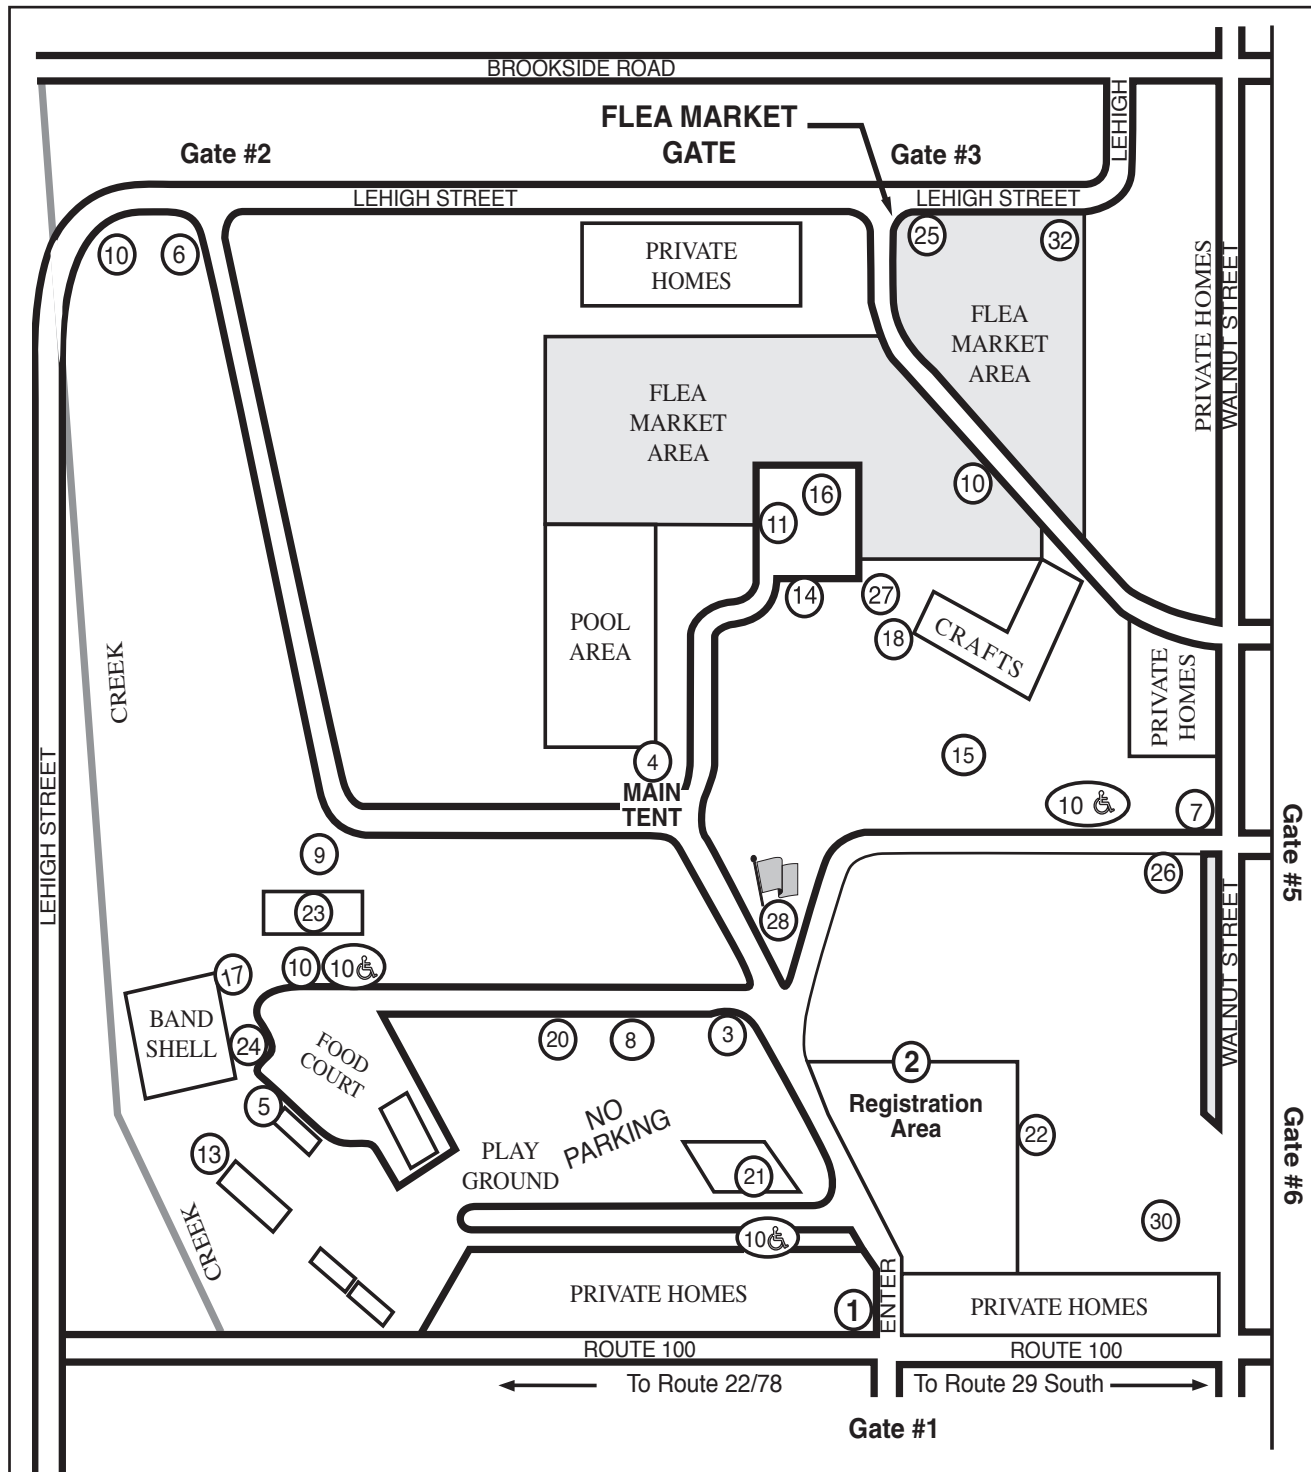 BROOKSIDE ROAD
FLEA MARKET
GATE
Gate #2
Gate #3
LEHIGH
LEHIGH STREET
LEHIGH STREET
10
6
25
32
PRIVATE
HOMES
PRIVATE HOMES
WALNUT STREET
FLEA
MARKET
AREA
FLEA
MARKET
AREA
10
16
11
14
27
18
CRAFTS
POOL
AREA
PRIVATE
HOMES
CREEK
15
4
MAIN
TENT
10
7
LEHIGH STREET
Gate #5
9
26
23
28
WALNUT STREET
17
10
10
BAND
SHELL
24
FOOD
COURT
20
8
3
2
Registration
Area
5
22
NO
PARKING
13
PLAY
GROUND
21
Gate #6
30
CREEK
10
ENTER
PRIVATE HOMES
1
PRIVATE HOMES
ROUTE 100
ROUTE 100
To Route 22/78
To Route 29 South
Gate #1